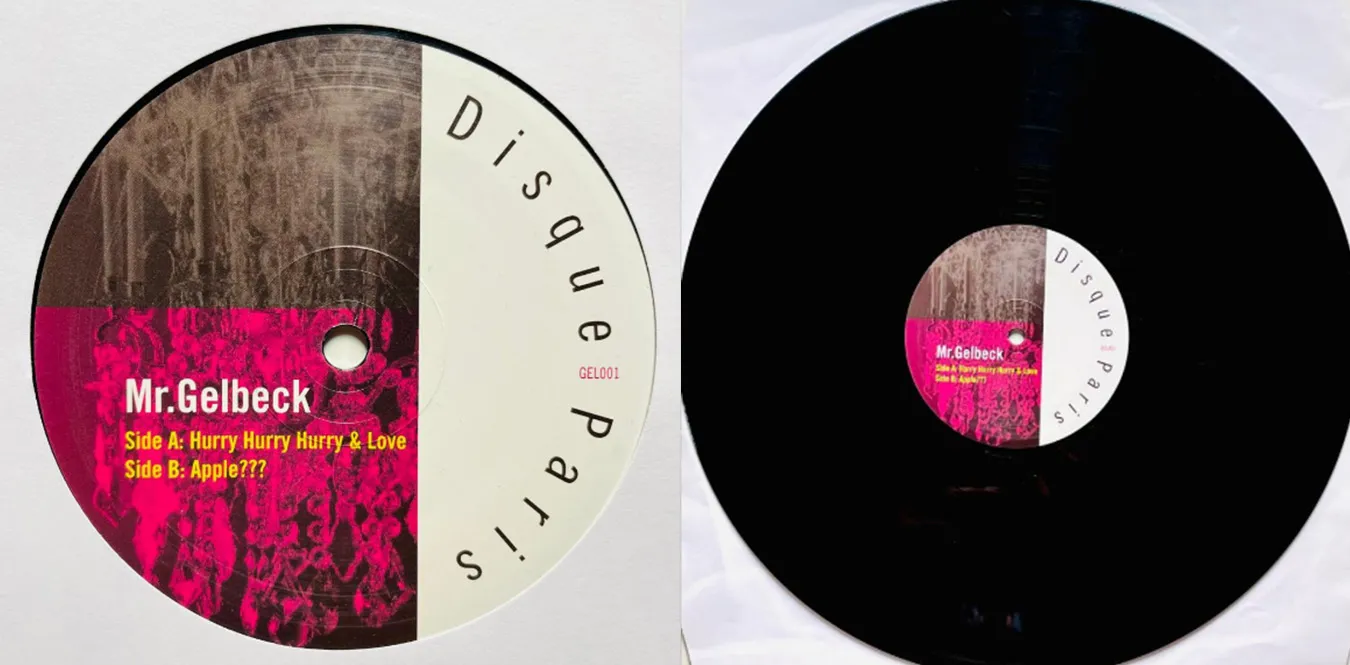 Disque Paris
GEL001
Mr.Gelbeck
Side A: Hurry Hurry Hurry & Love
Side B: Apple???
Disque Paris
Mr.Gelbeck
Side A: Hurry Hurry Hurry & Love
Side B: Apple???